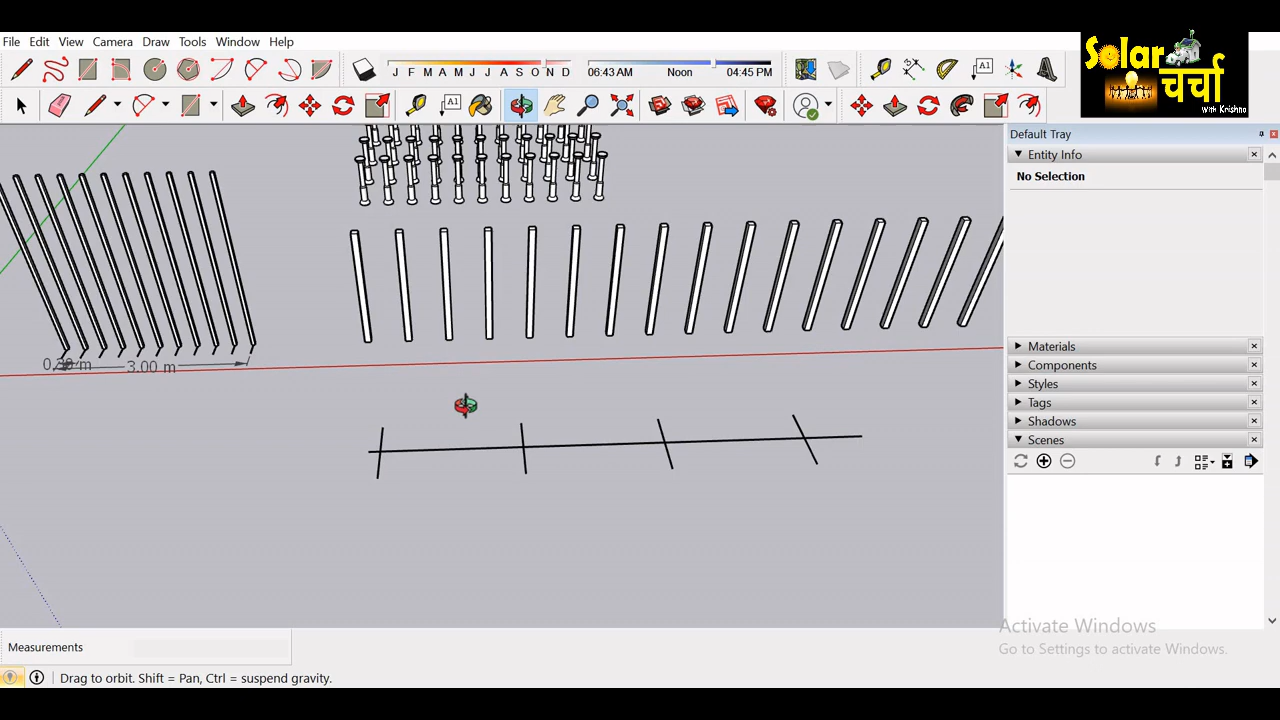 File Edit View Camera Draw Tools Window Help
Solar
चर्चा
With Krishna
J F M A M J J A S O N D
06:43 AM Noon 04:45 PM
A1
A1
Default Tray
Entity Info
No Selection
3.00 m
Materials
Components
Styles
Tags
Shadows
Scenes
Activate Windows
Go to Settings to activate Windows.
Measurements
Drag to orbit. Shift = Pan, Ctrl = suspend gravity.